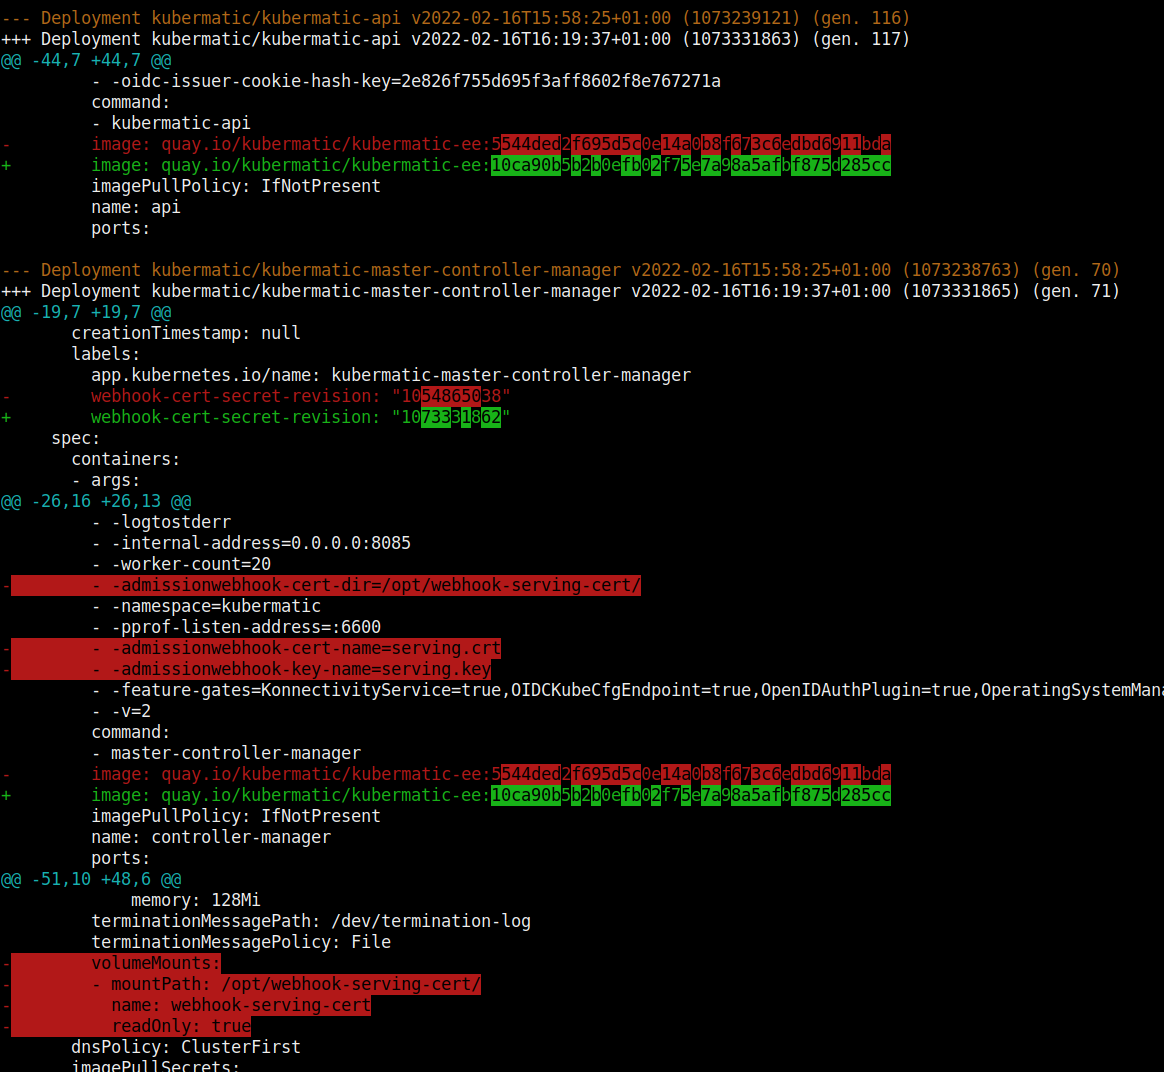 --- Deployment kubermatic/kubermatic-api v2022-02-16T15:58:25+01:00 (1073239121) (gen. 116)
+++ Deployment kubermatic/kubermatic-api v2022-02-16T16:19:37+01:00 (1073331863) (gen. 117)
@@ -44,7 +44,7 @@
         - -oidc-issuer-cookie-hash-key=2e826f755d695f3aff8602f8e767271a
         command:
         - kubermatic-api
-        image: quay.io/kubermatic/kubermatic-ee:5544ded2f695d5c0e14a0b8f673c6edbd6911bda
+        image: quay.io/kubermatic/kubermatic-ee:10ca90b5b2b0efb02f75e7a98a5afbf875d285cc
         imagePullPolicy: IfNotPresent
         name: api
         ports:

--- Deployment kubermatic/kubermatic-master-controller-manager v2022-02-16T15:58:25+01:00 (1073238763) (gen. 70)
+++ Deployment kubermatic/kubermatic-master-controller-manager v2022-02-16T16:19:37+01:00 (1073331865) (gen. 71)
@@ -19,7 +19,7 @@
       creationTimestamp: null
       labels:
         app.kubernetes.io/name: kubermatic-master-controller-manager
-        webhook-cert-secret-revision: "1054865038"
+        webhook-cert-secret-revision: "1073331862"
     spec:
       containers:
       - args:
@@ -26,16 +26,13 @@
         - -logtostderr
         - -internal-address=0.0.0.0:8085
         - -worker-count=20
-        - -admissionwebhook-cert-dir=/opt/webhook-serving-cert/
         - -namespace=kubermatic
         - -pprof-listen-address=:6600
-        - -admissionwebhook-cert-name=serving.crt
-        - -admissionwebhook-key-name=serving.key
         - -feature-gates=KonnectivityService=true,OIDCKubeCfgEndpoint=true,OpenIDAuthPlugin=true,OperatingSystemMana
         - -v=2
         command:
         - master-controller-manager
-        image: quay.io/kubermatic/kubermatic-ee:5544ded2f695d5c0e14a0b8f673c6edbd6911bda
+        image: quay.io/kubermatic/kubermatic-ee:10ca90b5b2b0efb02f75e7a98a5afbf875d285cc
         imagePullPolicy: IfNotPresent
         name: controller-manager
         ports:
@@ -51,10 +48,6 @@
             memory: 128Mi
         terminationMessagePath: /dev/termination-log
         terminationMessagePolicy: File
-        volumeMounts:
-        - mountPath: /opt/webhook-serving-cert/
-          name: webhook-serving-cert
-          readOnly: true
       dnsPolicy: ClusterFirst
       imagePullSecrets: